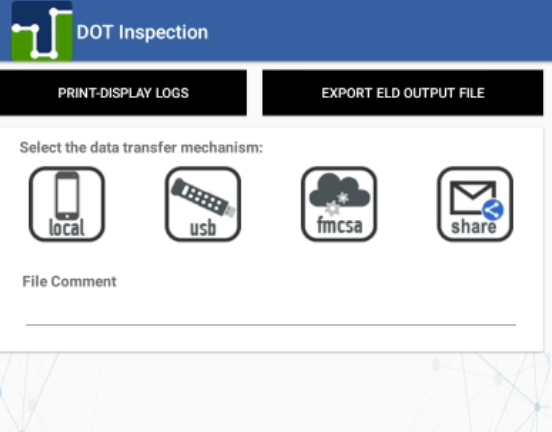 DOT Inspection
PRINT-DISPLAY LOGS
EXPORT ELD OUTPUT FILE
Select the data transfer mechanism:
local
usb
fmcsa
share
File Comment